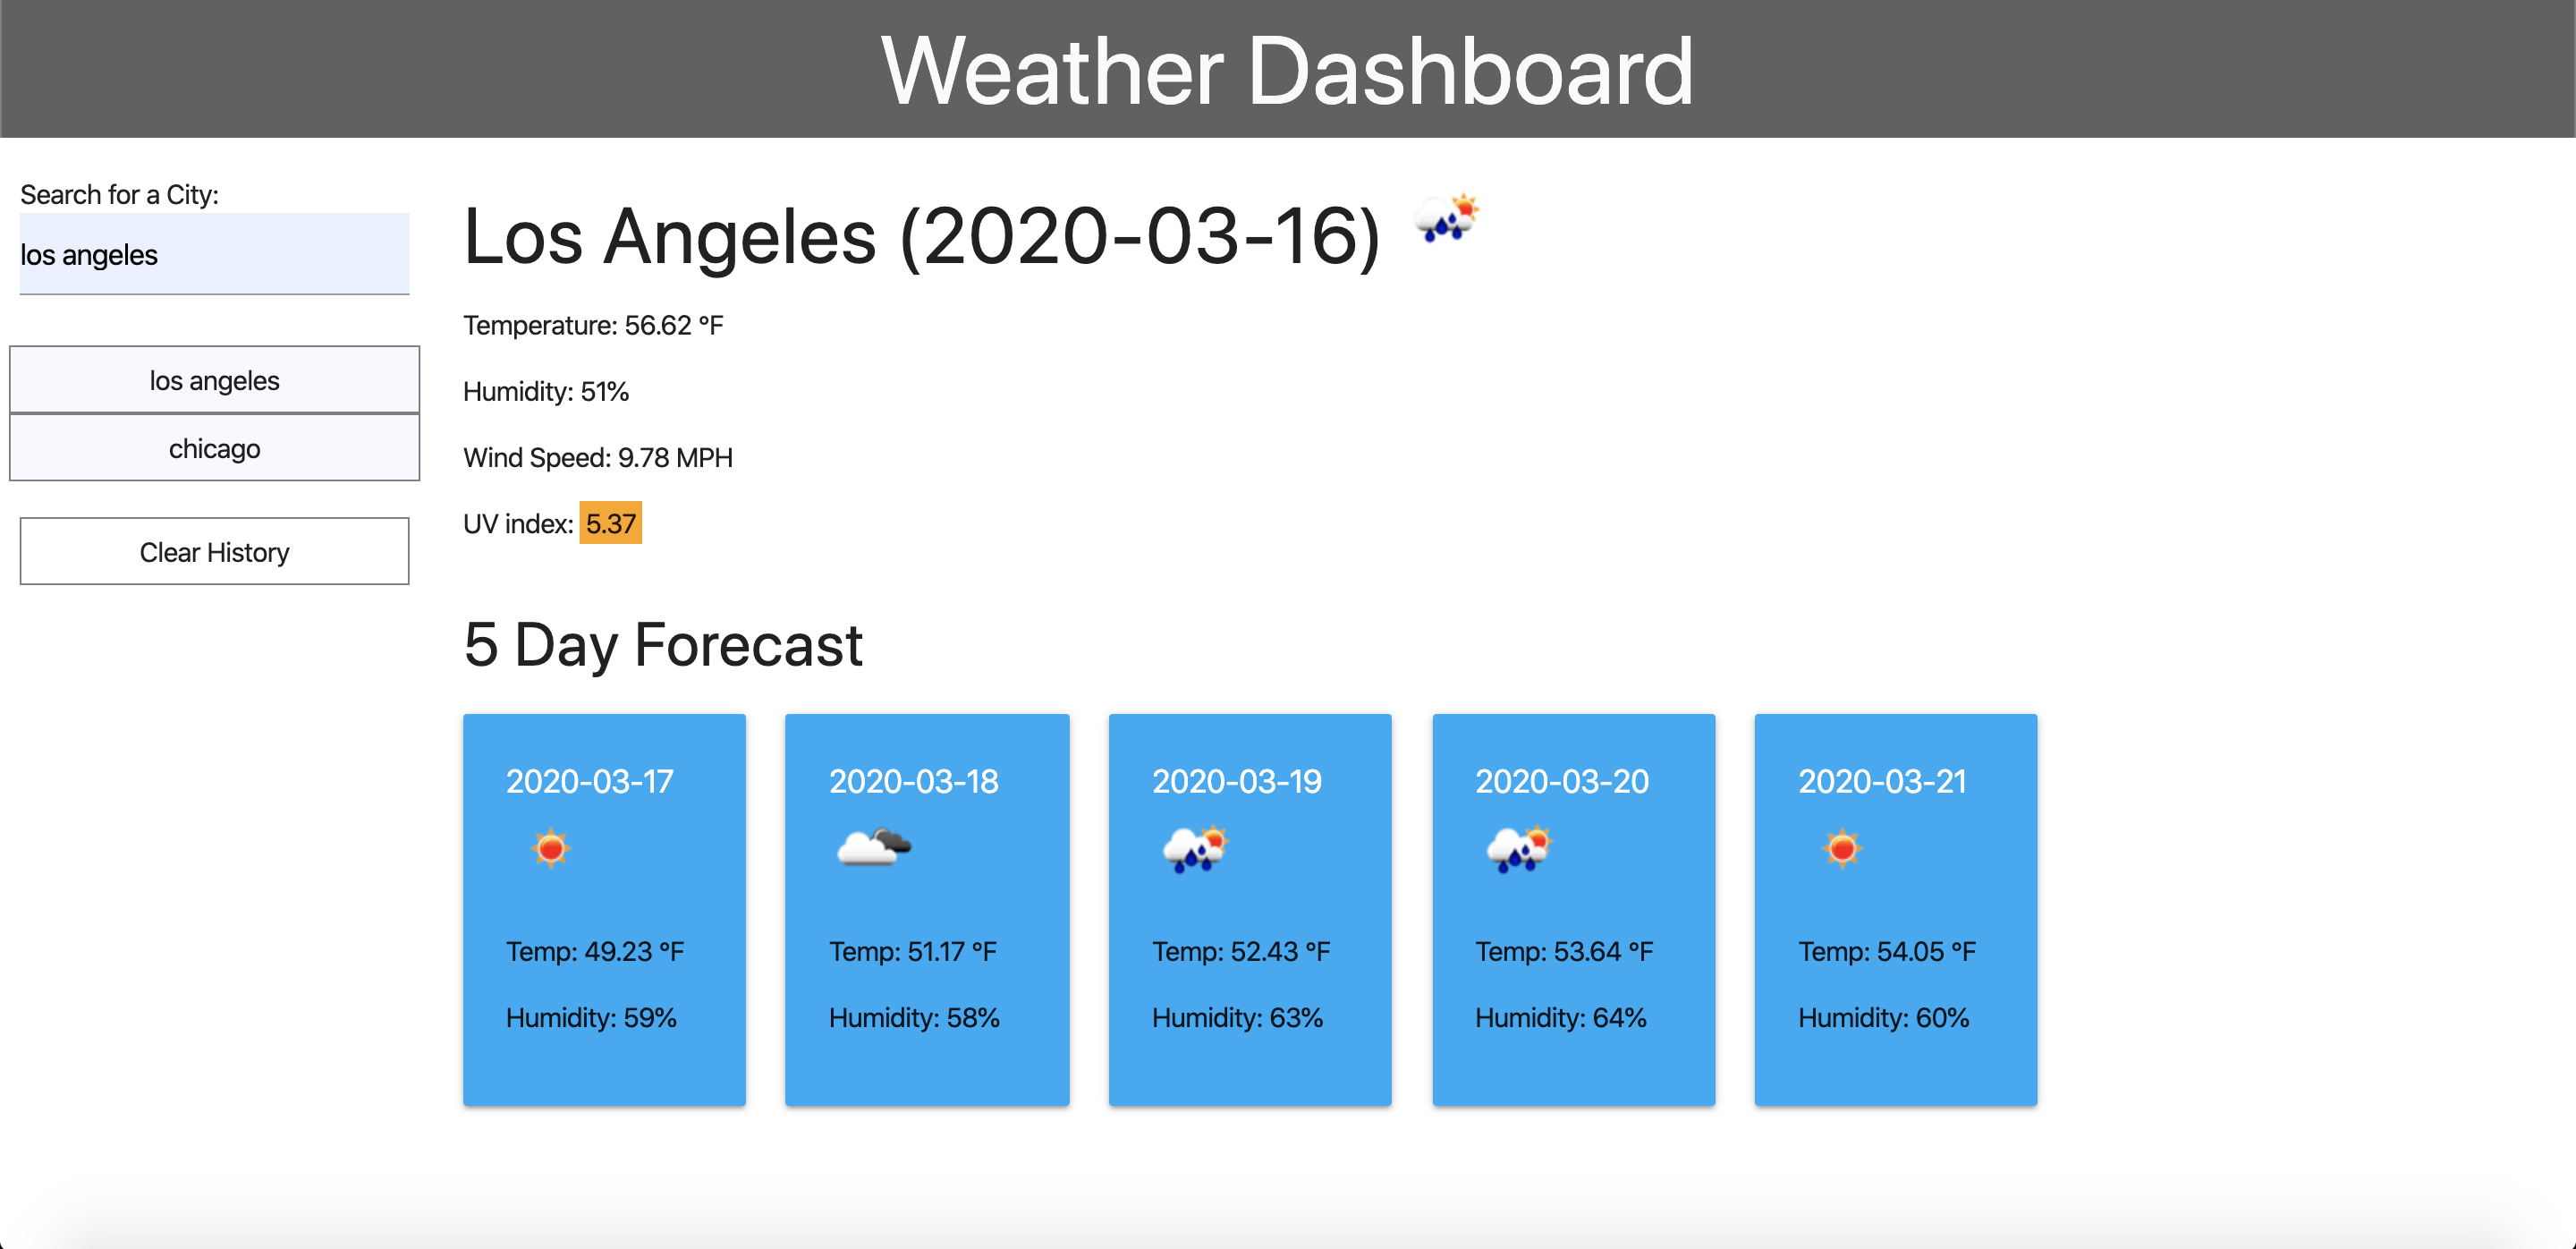 Weather Dashboard
Search for a City:
los angeles
los angeles
chicago
Clear History
Los Angeles (2020-03-16)
Temperature: 56.62 °F
Humidity: 51%
Wind Speed: 9.78 MPH
UV index: 5.37
5 Day Forecast
2020-03-17
Temp: 49.23 °F
Humidity: 59%
2020-03-18
Temp: 51.17 °F
Humidity: 58%
2020-03-19
Temp: 52.43 °F
Humidity: 63%
2020-03-20
Temp: 53.64 °F
Humidity: 64%
2020-03-21
Temp: 54.05 °F
Humidity: 60%